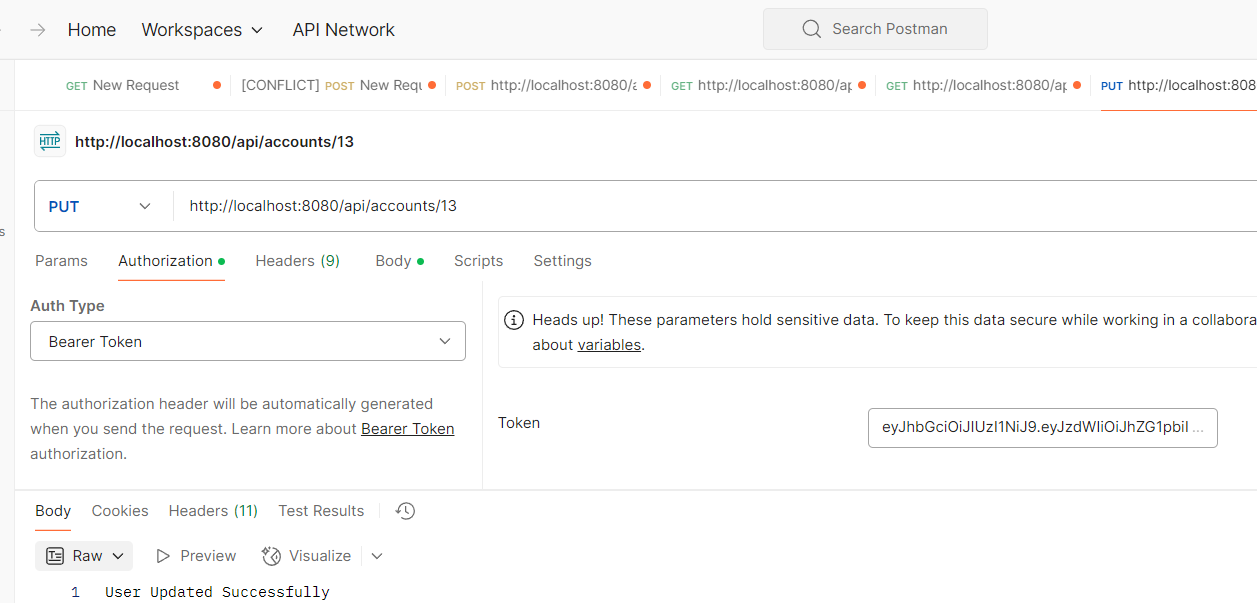 Home Workspaces API Network Search Postman
GET New Request [CONFLICT] POST New Requ POST http://localhost:8080/a GET http://localhost:8080/ap GET http://localhost:8080/ap PUT http://localhost:808
HTTP http://localhost:8080/api/accounts/13
PUT http://localhost:8080/api/accounts/13
s
Params Authorization Headers (9) Body Scripts Settings
Auth Type
Bearer Token
Heads up! These parameters hold sensitive data. To keep this data secure while working in a collabora
about variables.
The authorization header will be automatically generated
when you send the request. Learn more about Bearer Token
authorization.
Token eyJhbGciOiJIUzI1NiJ9.eyJzdWIiOiJhZG1pbiI ...
Body Cookies Headers (11) Test Results
Raw Preview Visualize
1 User Updated Successfully